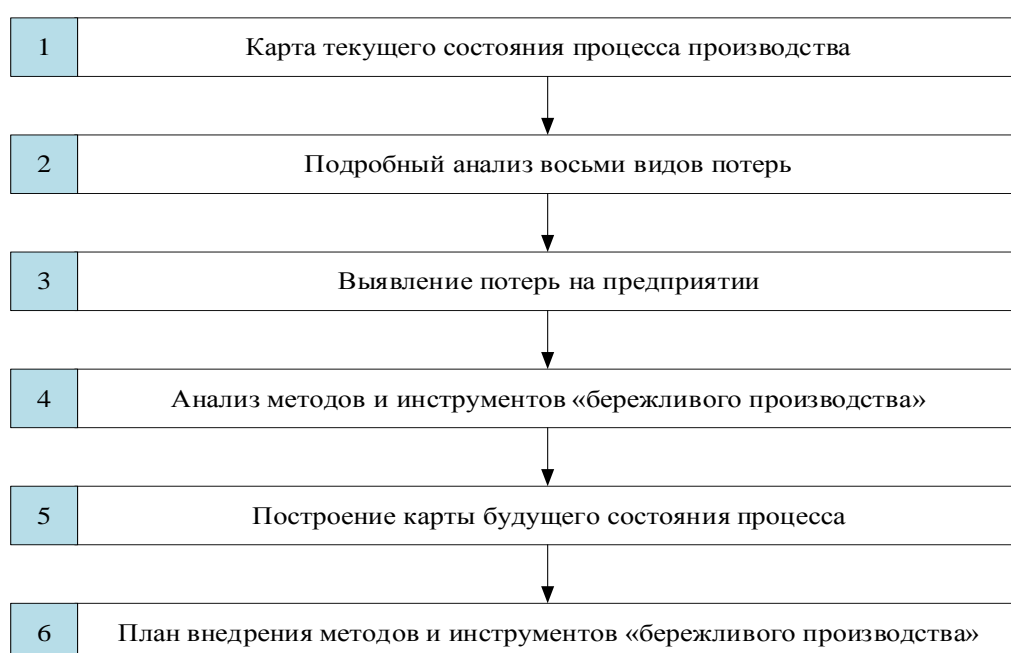 1 Карта текущего состояния процесса производства
2 Подробный анализ восьми видов потерь
3 Выявление потерь на предприятии
4 Анализ методов и инструментов «бережливого производства»
5 Построение карты будущего состояния процесса
6 План внедрения методов и инструментов «бережливого производства»